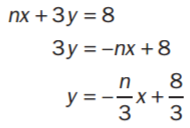 nx + 3y = 8
3y = –nx + 8
y = –n/3 x + 8/3